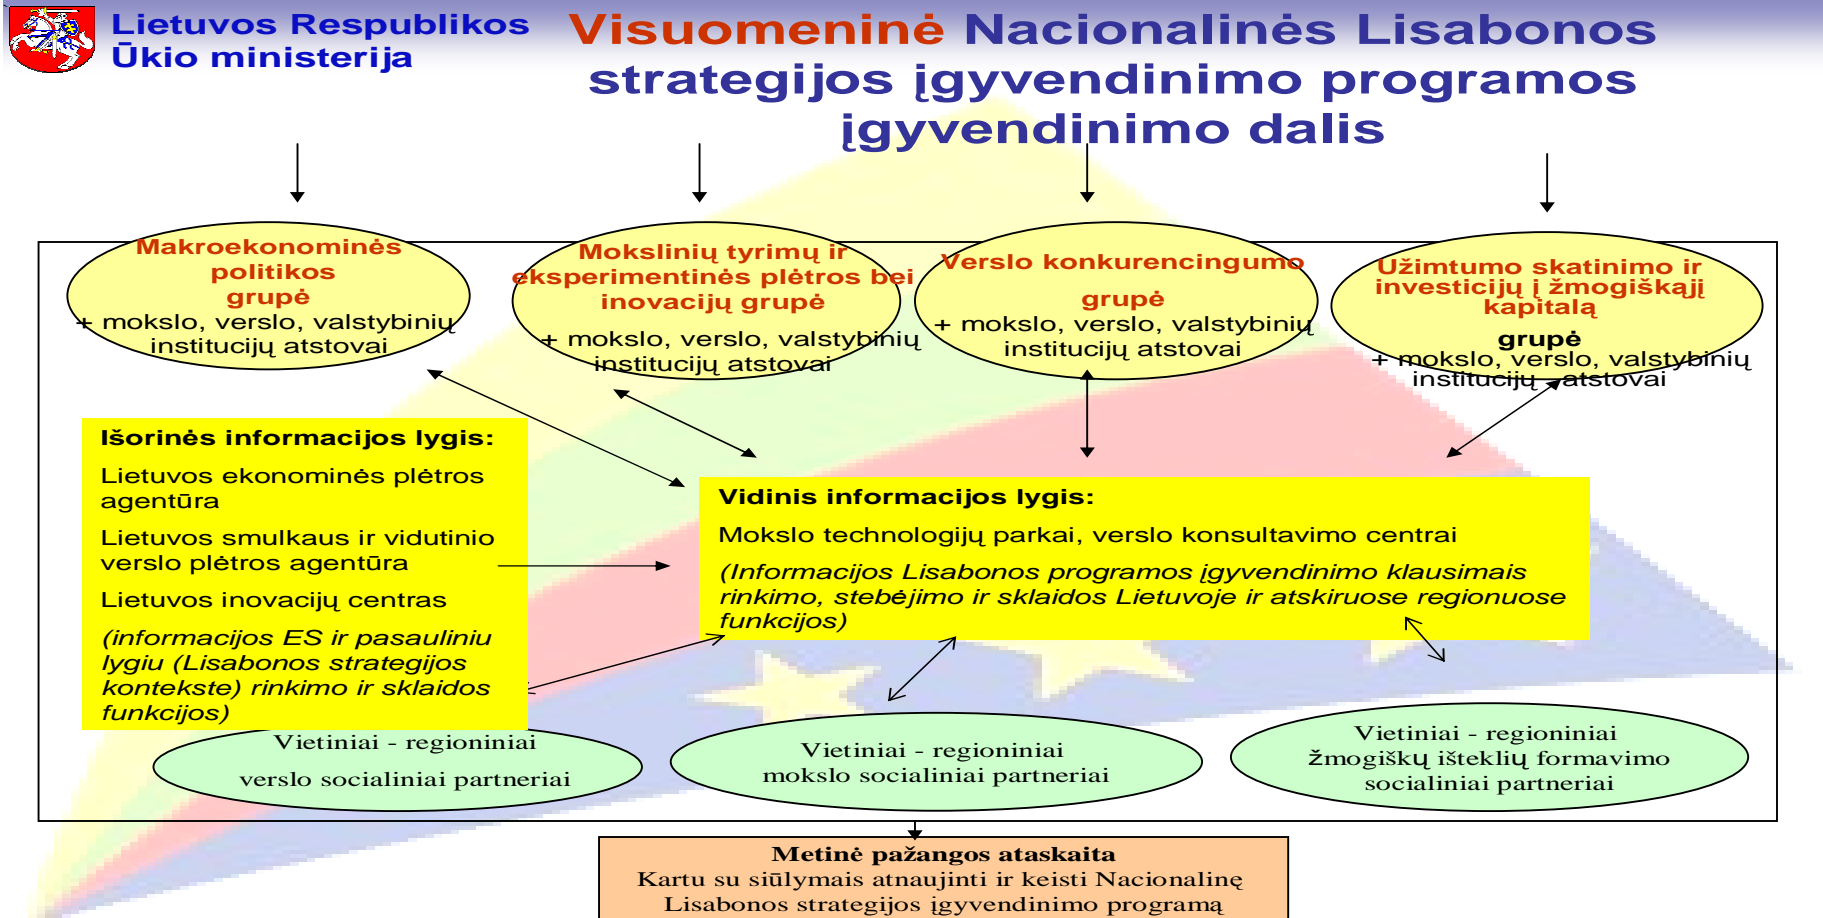 Lietuvos Respublikos
Ūkio ministerija
Visuomeninė Nacionalinės Lisabonos
strategijos įgyvendinimo programos
įgyvendinimo dalis
Makroekonominės
politikos
grupė
+ mokslo, verslo, valstybinių
institucijų atstovai
Mokslinių tyrimų ir
eksperimentinės plėtros bei
inovacijų grupė
+ mokslo, verslo, valstybinių
institucijų atstovai
Verslo konkurencingumo
grupė
+ mokslo, verslo, valstybinių
institucijų atstovai
Užimtumo skatinimo ir
investicijų į žmogiškąjį
kapitalą
grupė
+ mokslo, verslo, valstybinių
institucijų atstovai
Išorinės informacijos lygis:
Lietuvos ekonominės plėtros
agentūra
Lietuvos smulkaus ir vidutinio
verslo plėtros agentūra
Lietuvos inovacijų centras
(informacijos ES ir pasauliniu
lygiu (Lisabonos strategijos
kontekste) rinkimo ir sklaidos
funkcijos)
Vidinis informacijos lygis:
Mokslo technologijų parkai, verslo konsultavimo centrai
(Informacijos Lisabonos programos įgyvendinimo klausimais
rinkimo, stebėjimo ir sklaidos Lietuvoje ir atskiruose regionuose
funkcijos)
Vietiniai - regioniniai
verslo socialiniai partneriai
Vietiniai - regioniniai
mokslo socialiniai partneriai
Vietiniai - regioniniai
žmogiškų išteklių formavimo
socialiniai partneriai
Metinė pažangos ataskaita
Kartu su siūlymais atnaujinti ir keisti Nacionalinę
Lisabonos strategijos įgyvendinimo programą